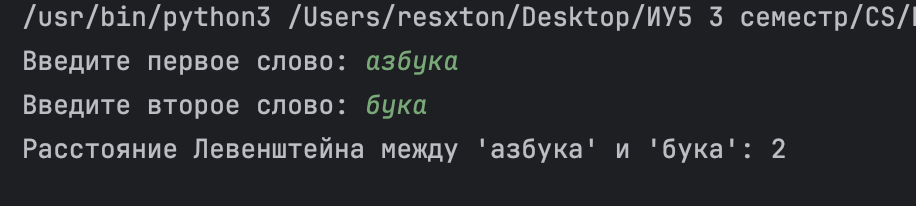 /usr/bin/python3 /Users/resxton/Desktop/ИУ5 3 семестр/CS/
Введите первое слово: азбука
Введите второе слово: бука
Расстояние Левенштейна между 'азбука' и 'бука': 2